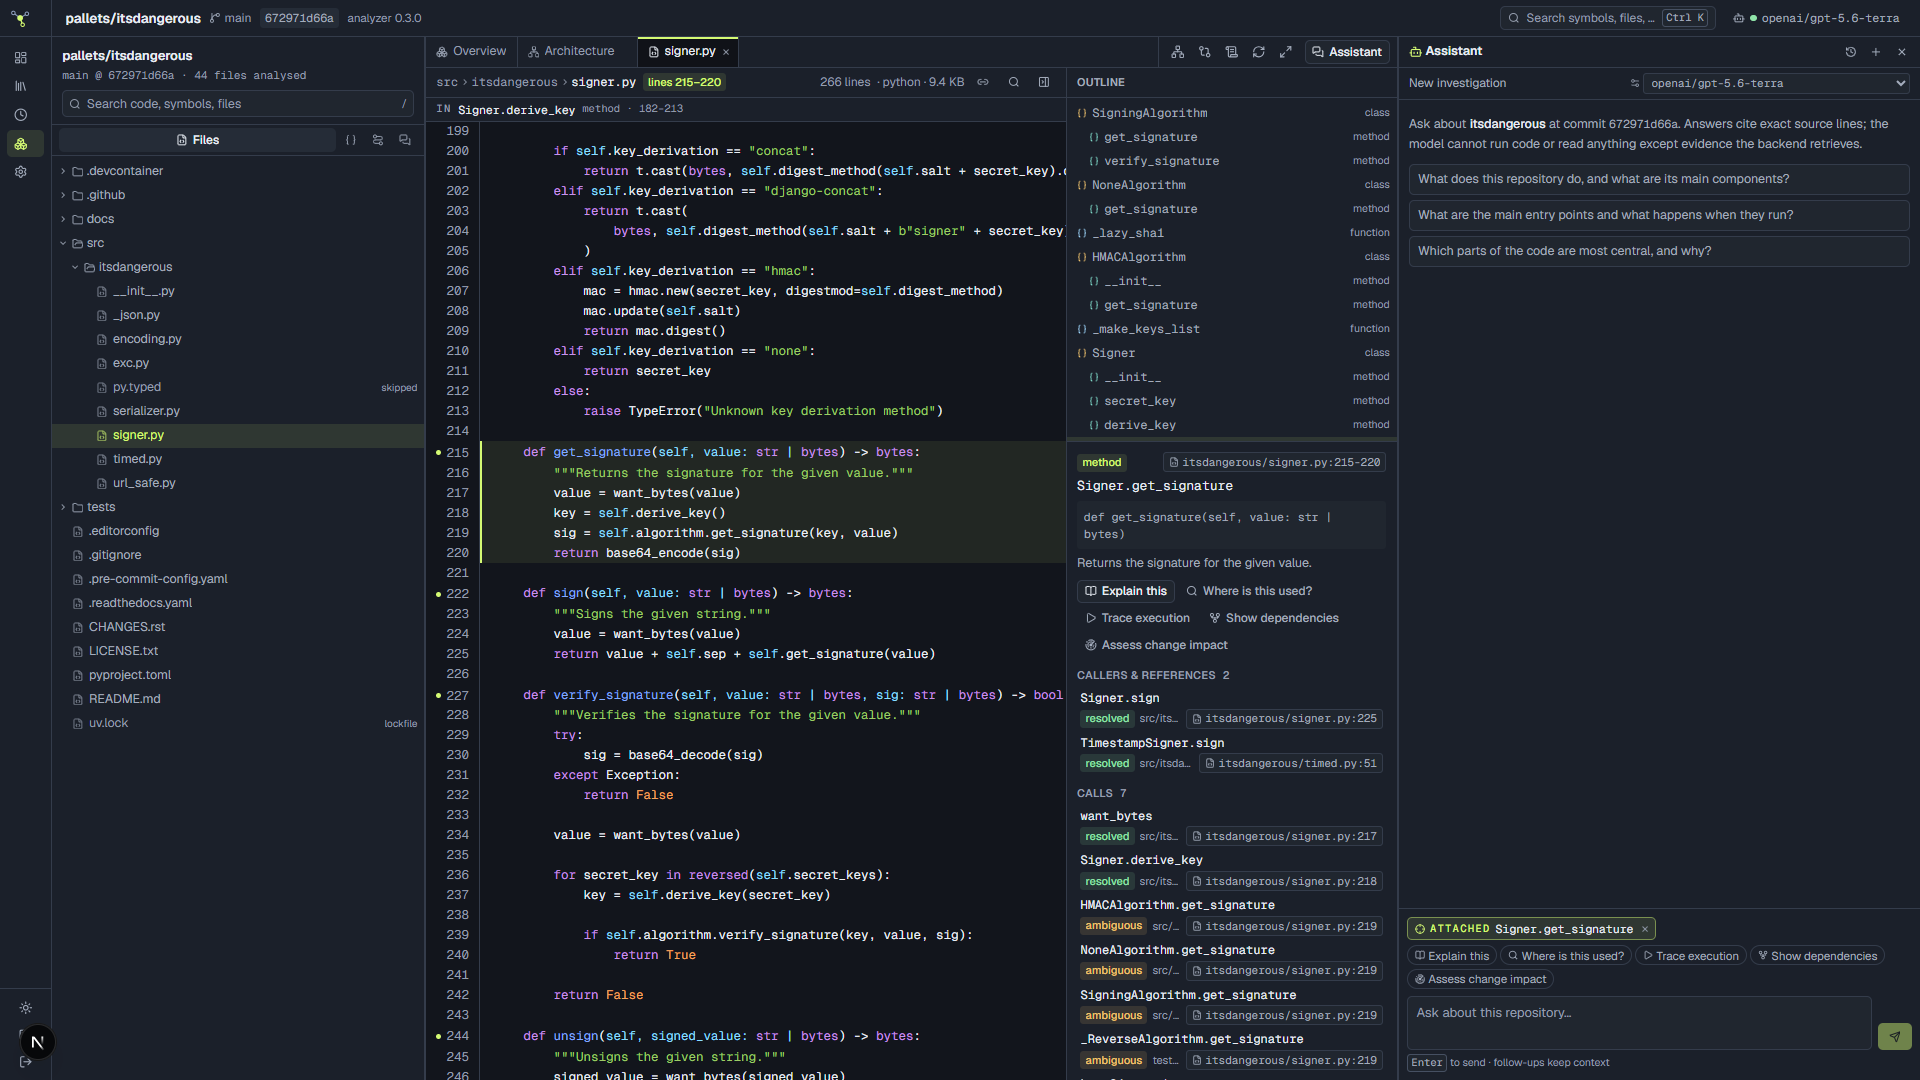 pallets/itsdangerous main 672971d66a analyzer 0.3.0
Search symbols, files, … Ctrl K
openai/gpt-5.6-terra
pallets/itsdangerous
main @ 672971d66a · 44 files analysed
Search code, symbols, files /
Files
.devcontainer
.github
docs
src
itsdangerous
__init__.py
_json.py
encoding.py
exc.py
py.typed skipped
serializer.py
signer.py
timed.py
url_safe.py
tests
.editorconfig
.gitignore
.pre-commit-config.yaml
.readthedocs.yaml
CHANGES.rst
LICENSE.txt
pyproject.toml
README.md
uv.lock lockfile
N
Overview Architecture signer.py × Assistant
src › itsdangerous › signer.py lines 215–220 266 lines · python · 9.4 KB
IN Signer.derive_key method · 182-213
199
200 if self.key_derivation == "concat":
201 return t.cast(bytes, self.digest_method(self.salt + secret_key).
202 elif self.key_derivation == "django-concat":
203 return t.cast(
204 bytes, self.digest_method(self.salt + b"signer" + secret_key
205 )
206 elif self.key_derivation == "hmac":
207 mac = hmac.new(secret_key, digestmod=self.digest_method)
208 mac.update(self.salt)
209 return mac.digest()
210 elif self.key_derivation == "none":
211 return secret_key
212 else:
213 raise TypeError("Unknown key derivation method")
214
215 def get_signature(self, value: str | bytes) -> bytes:
216 """Returns the signature for the given value."""
217 value = want_bytes(value)
218 key = self.derive_key()
219 sig = self.algorithm.get_signature(key, value)
220 return base64_encode(sig)
221
222 def sign(self, value: str | bytes) -> bytes:
223 """Signs the given string."""
224 value = want_bytes(value)
225 return value + self.sep + self.get_signature(value)
226
227 def verify_signature(self, value: str | bytes, sig: str | bytes) -> bool
228 """Verifies the signature for the given value."""
229 try:
230 sig = base64_decode(sig)
231 except Exception:
232 return False
233
234 value = want_bytes(value)
235
236 for secret_key in reversed(self.secret_keys):
237 key = self.derive_key(secret_key)
238
239 if self.algorithm.verify_signature(key, value, sig):
240 return True
241
242 return False
243
244 def unsign(self, signed_value: str | bytes) -> bytes:
245 """Unsigns the given string."""
246 signed_value = want_bytes(signed_value)
OUTLINE
SigningAlgorithm class
get_signature method
verify_signature method
NoneAlgorithm class
get_signature method
_lazy_sha1 function
HMACAlgorithm class
__init__ method
get_signature method
_make_keys_list function
Signer class
__init__ method
secret_key method
derive_key method
method itsdangerous/signer.py:215-220
Signer.get_signature
def get_signature(self, value: str |
bytes)
Returns the signature for the given value.
Explain this Where is this used?
Trace execution Show dependencies
Assess change impact
CALLERS & REFERENCES 2
Signer.sign
resolved src/its… itsdangerous/signer.py:225
TimestampSigner.sign
resolved src/itsda… itsdangerous/timed.py:51
CALLS 7
want_bytes
resolved src/its… itsdangerous/signer.py:217
Signer.derive_key
resolved src/its… itsdangerous/signer.py:218
HMACAlgorithm.get_signature
ambiguous src/… itsdangerous/signer.py:219
NoneAlgorithm.get_signature
ambiguous src/… itsdangerous/signer.py:219
SigningAlgorithm.get_signature
ambiguous src/… itsdangerous/signer.py:219
_ReverseAlgorithm.get_signature
ambiguous test… itsdangerous/signer.py:219
Assistant
New investigation openai/gpt-5.6-terra
Ask about itsdangerous at commit 672971d66a. Answers cite exact source lines; the
model cannot run code or read anything except evidence the backend retrieves.
What does this repository do, and what are its main components?
What are the main entry points and what happens when they run?
Which parts of the code are most central, and why?
ATTACHED Signer.get_signature ×
Explain this Where is this used? Trace execution Show dependencies
Assess change impact
Ask about this repository…
Enter to send · follow-ups keep context